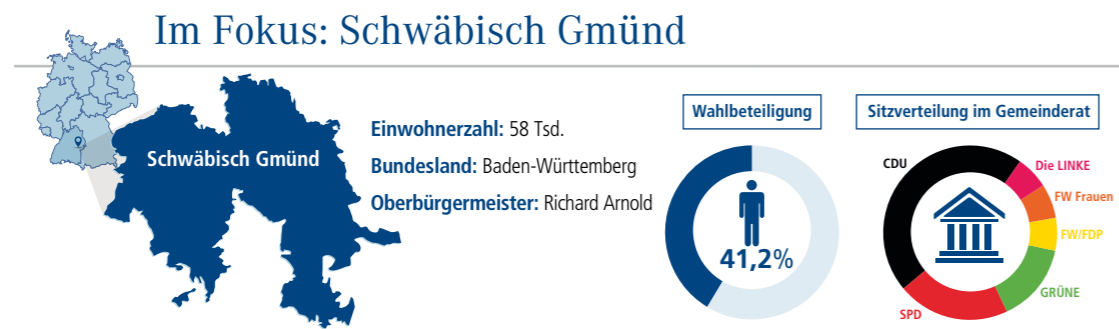 Im Fokus: Schwäbisch Gmünd
Schwäbisch Gmünd
Einwohnerzahl: 58 Tsd.
Bundesland: Baden-Württemberg
Oberbürgermeister: Richard Arnold
Wahlbeteiligung
41,2%
Sitzverteilung im Gemeinderat
CDU
Die LINKE
FW Frauen
FW/FDP
GRÜNE
SPD